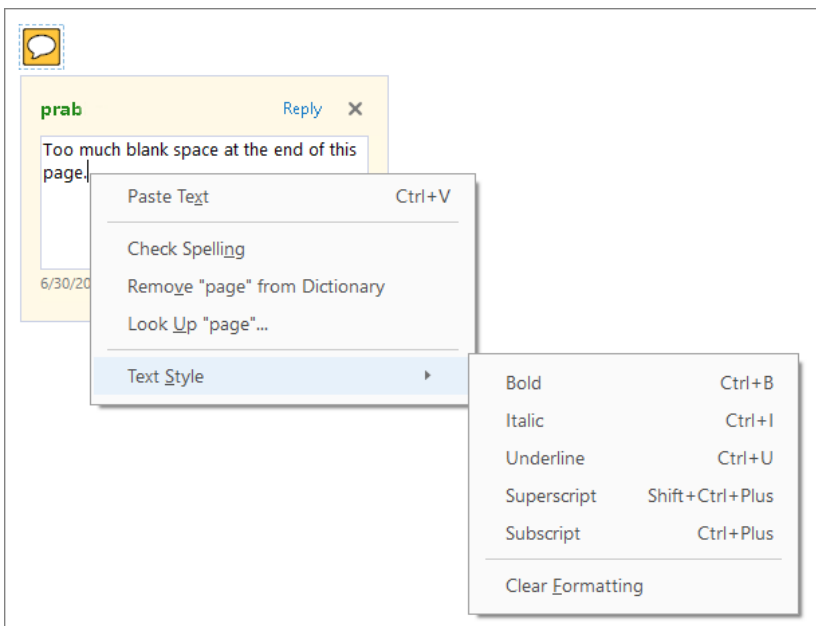 prab Reply
Too much blank space at the end of this
page.
Paste Text Ctrl+V
Check Spelling
6/30/20
Remove "page" from Dictionary
Look Up "page"...
Text Style
Bold Ctrl+B
Italic Ctrl+I
Underline Ctrl+U
Superscript Shift+Ctrl+Plus
Subscript Ctrl+Plus
Clear Formatting